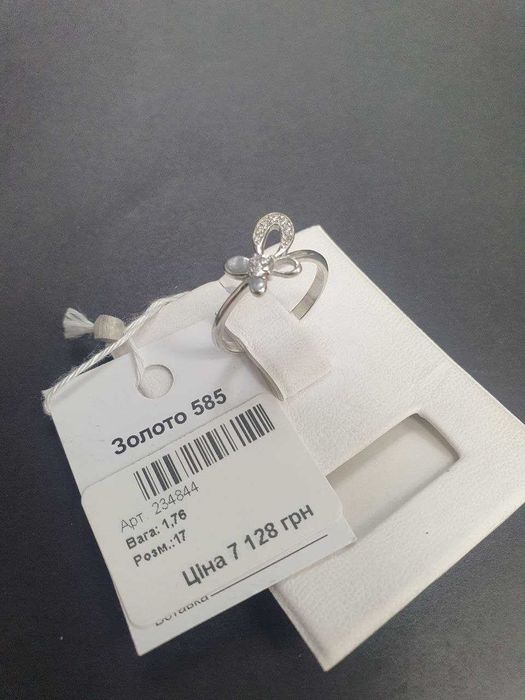 Золото 585
Арт. 234844
Вага: 1,76
Розм.:17
Ціна 7 128 грн